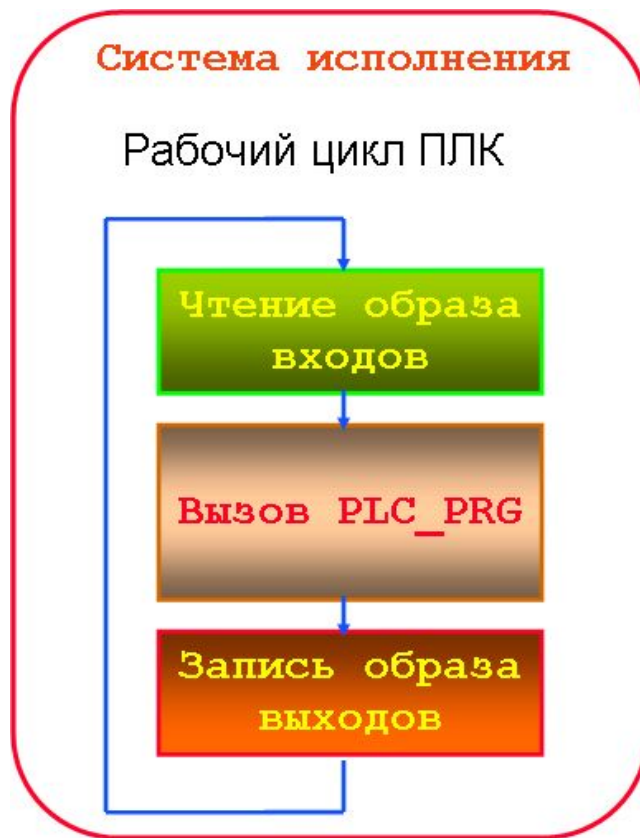 Система исполнения
Рабочий цикл ПЛК
Чтение образа
входов
Вызов PLC_PRG
Запись образа
выходов